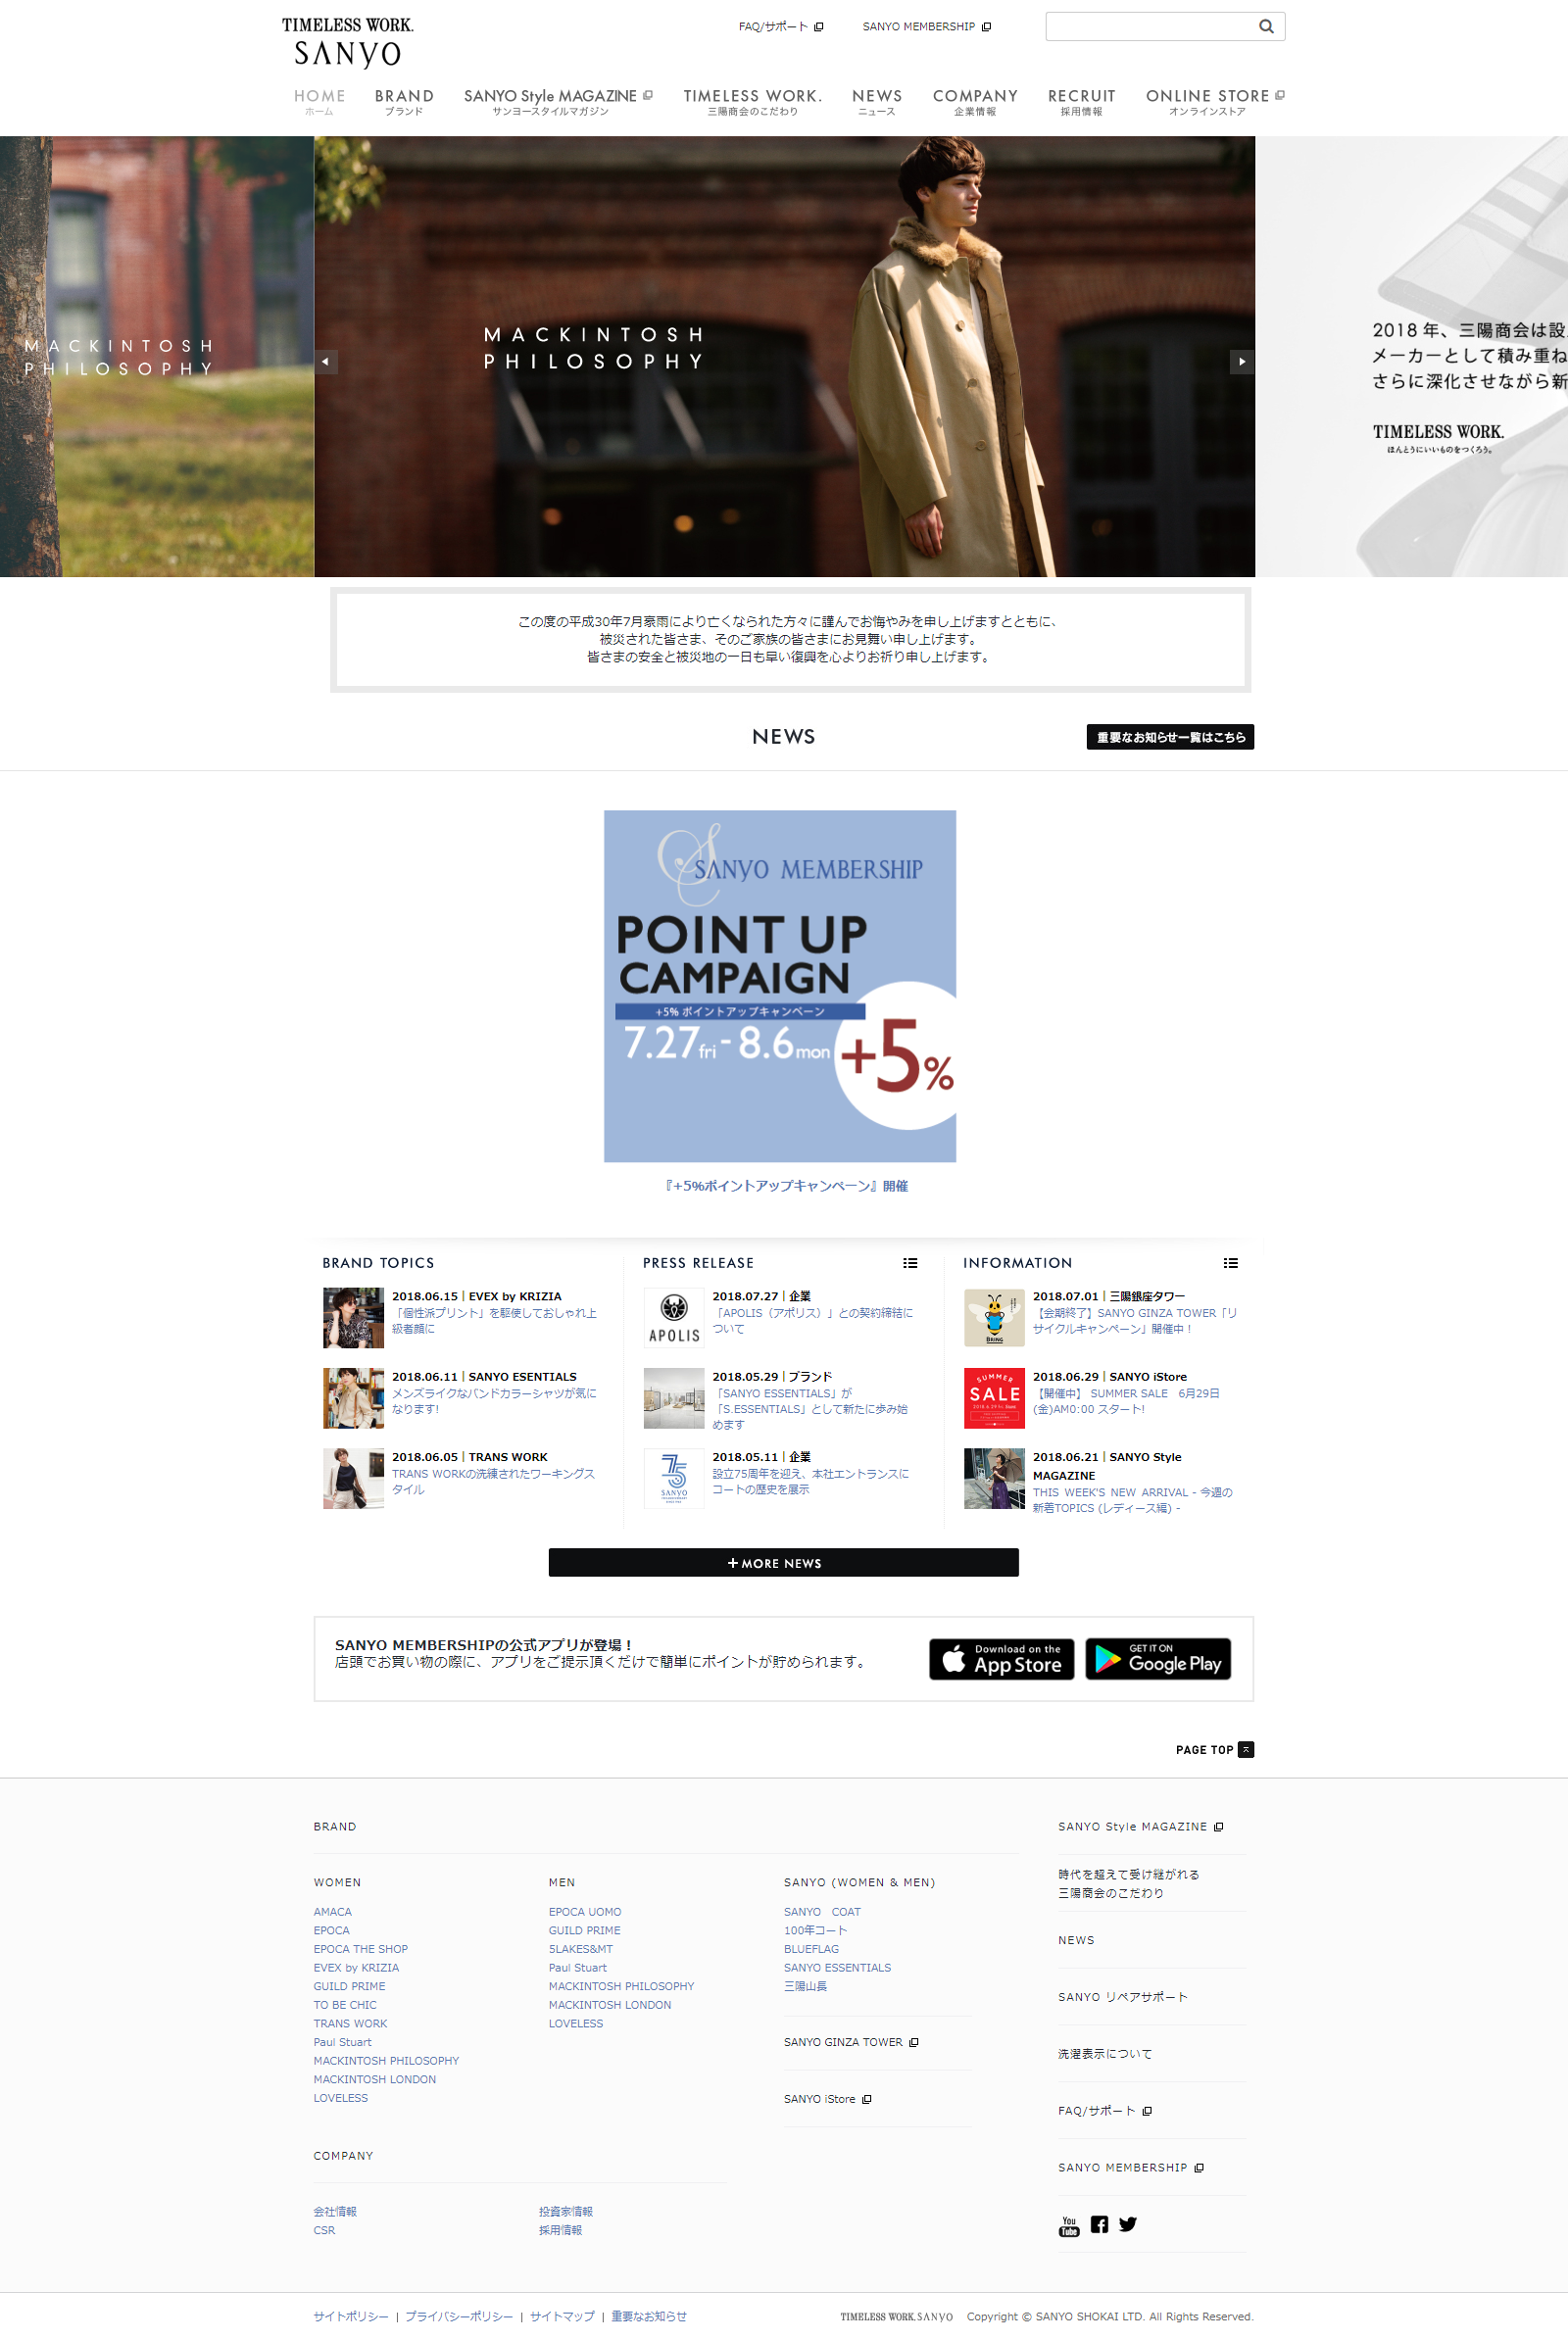 TIMELESS WORK.
SANYO
FAQ/サポート
SANYO MEMBERSHIP
HOME
ホーム
BRAND
ブランド
SANYO Style MAGAZINE
サンヨースタイルマガジン
TIMELESS WORK.
三陽商会のこだわり
NEWS
ニュース
COMPANY
企業情報
RECRUIT
採用情報
ONLINE STORE
オンラインストア
MACKINTOSH
PHILOSOPHY
MACKINTOSH
PHILOSOPHY
2018年、三陽商会は設
メーカーとして積み重ね
さらに深化させながら新
TIMELESS WORK.
ほんとうにいいものをつくろう。
この度の平成30年7月豪雨により亡くなられた方々に謹んでお悔やみを申し上げますとともに、
被災された皆さま、そのご家族の皆さまにお見舞い申し上げます。
皆さまの安全と被災地の一日も早い復興を心よりお祈り申し上げます。
NEWS
重要なお知らせ一覧はこちら
S
SANYO MEMBERSHIP
POINT UP
CAMPAIGN
+5% ポイントアップキャンペーン
7.27fri - 8.6mon
+5%
『+5%ポイントアップキャンペーン』開催
BRAND TOPICS
2018.06.15 | EVEX by KRIZIA
「個性派プリント」を駆使しておしゃれ上
級者顔に
2018.06.11 | SANYO ESENTIALS
メンズライクなバンドカラーシャツが気に
なります!
2018.06.05 | TRANS WORK
TRANS WORKの洗練されたワーキングス
タイル
PRESS RELEASE
APOLIS
2018.07.27 | 企業
「APOLIS（アポリス）」との契約締結に
ついて
2018.05.29 | ブランド
「SANYO ESSENTIALS」が
「S.ESSENTIALS」として新たに歩み始
めます
75
SANYO
2018.05.11 | 企業
設立75周年を迎え、本社エントランスに
コートの歴史を展示
INFORMATION
BRING
2018.07.01 | 三陽銀座タワー
【会期終了】SANYO GINZA TOWER「リ
サイクルキャンペーン」開催中！
SUMMER
SALE
2018.06.29 | SANYO iStore
【開催中】 SUMMER SALE　6月29日
(金)AM0:00 スタート!
2018.06.21 | SANYO Style
MAGAZINE
THIS WEEK'S NEW ARRIVAL - 今週の
新着TOPICS (レディース編) -
+ MORE NEWS
SANYO MEMBERSHIPの公式アプリが登場！
店頭でお買い物の際に、アプリをご提示頂くだけで簡単にポイントが貯められます。
Download on the
App Store
GET IT ON
Google Play
PAGE TOP
BRAND
WOMEN
AMACA
EPOCA
EPOCA THE SHOP
EVEX by KRIZIA
GUILD PRIME
TO BE CHIC
TRANS WORK
Paul Stuart
MACKINTOSH PHILOSOPHY
MACKINTOSH LONDON
LOVELESS
MEN
EPOCA UOMO
GUILD PRIME
5LAKES&MT
Paul Stuart
MACKINTOSH PHILOSOPHY
MACKINTOSH LONDON
LOVELESS
SANYO (WOMEN & MEN)
SANYO　COAT
100年コート
BLUEFLAG
SANYO ESSENTIALS
三陽山長
SANYO GINZA TOWER
SANYO iStore
COMPANY
会社情報
CSR
投資家情報
採用情報
SANYO Style MAGAZINE
時代を超えて受け継がれる
三陽商会のこだわり
NEWS
SANYO リペアサポート
洗濯表示について
FAQ/サポート
SANYO MEMBERSHIP
You
Tube
サイトポリシー | プライバシーポリシー | サイトマップ | 重要なお知らせ
TIMELESS WORK. SANYO Copyright © SANYO SHOKAI LTD. All Rights Reserved.